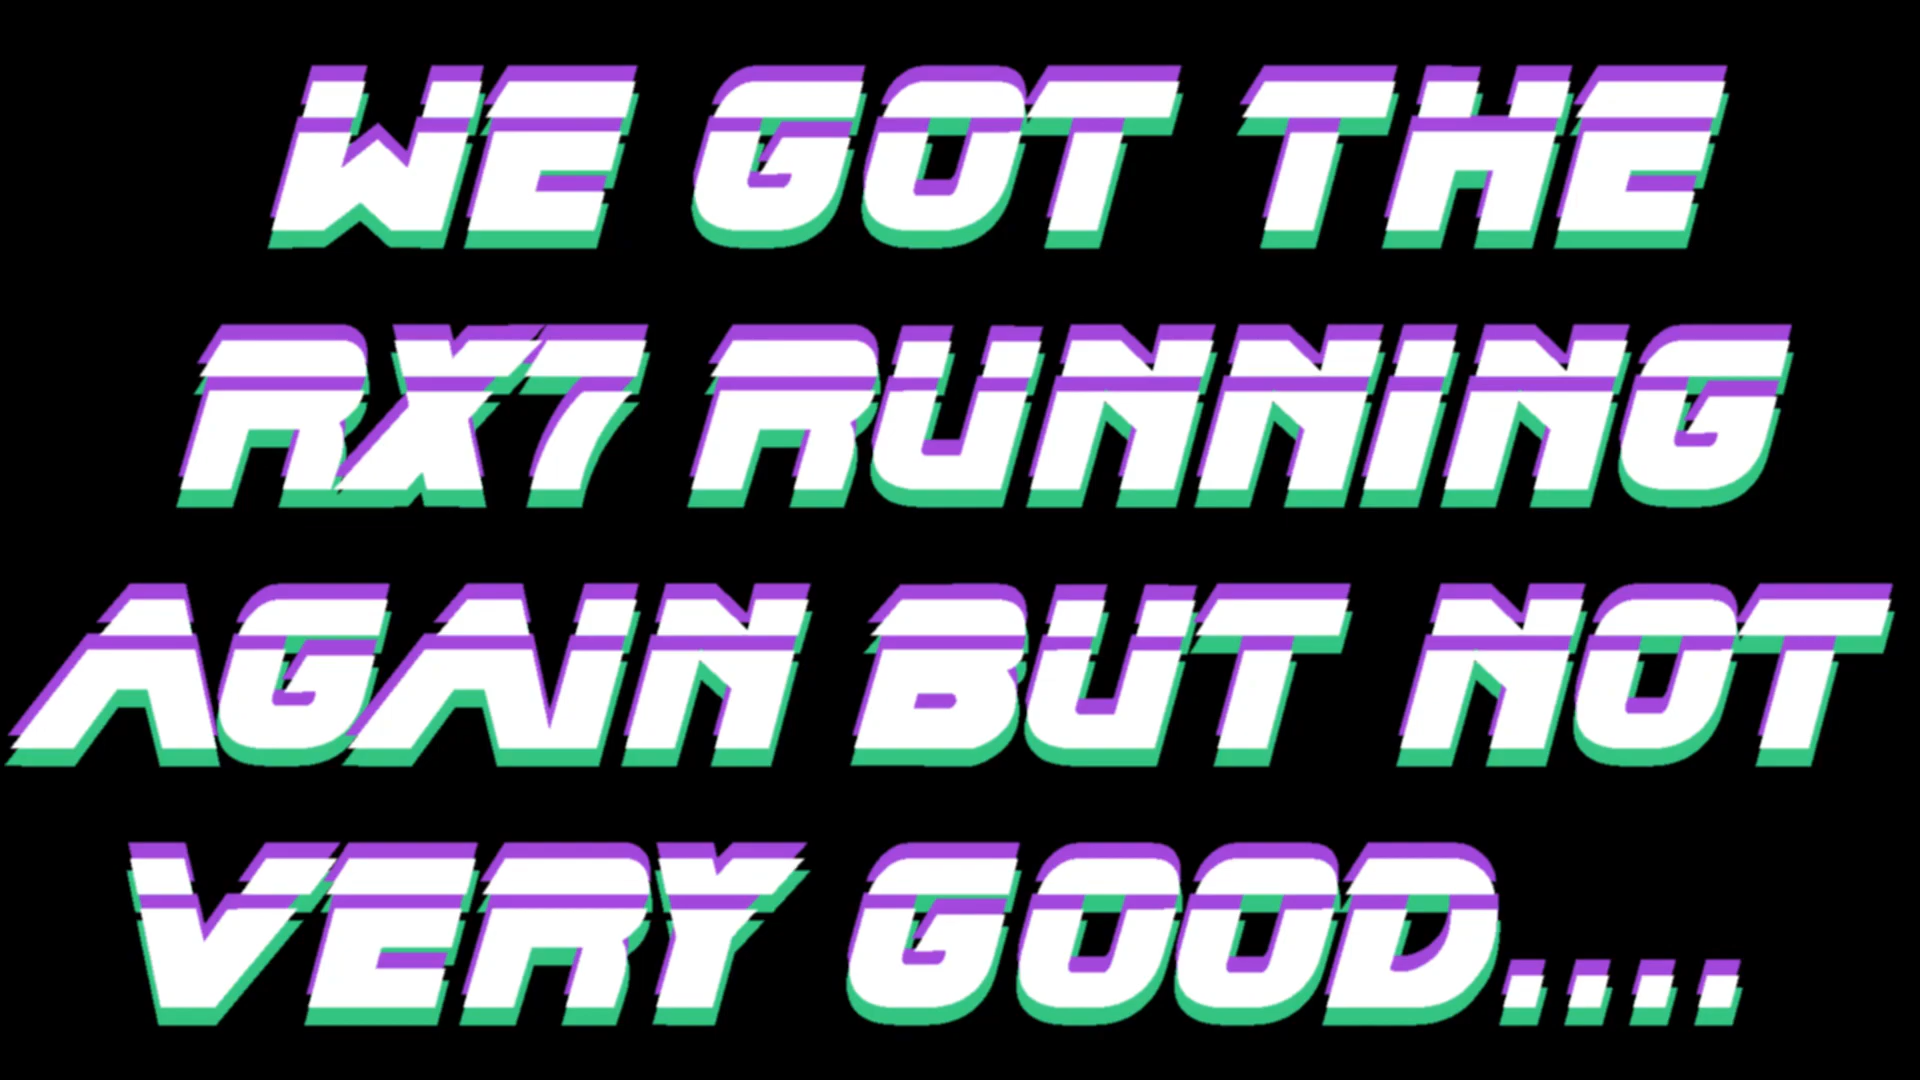 WE GOT THE
RX7 RUNNING
AGAIN BUT NOT
VERY GOOD....